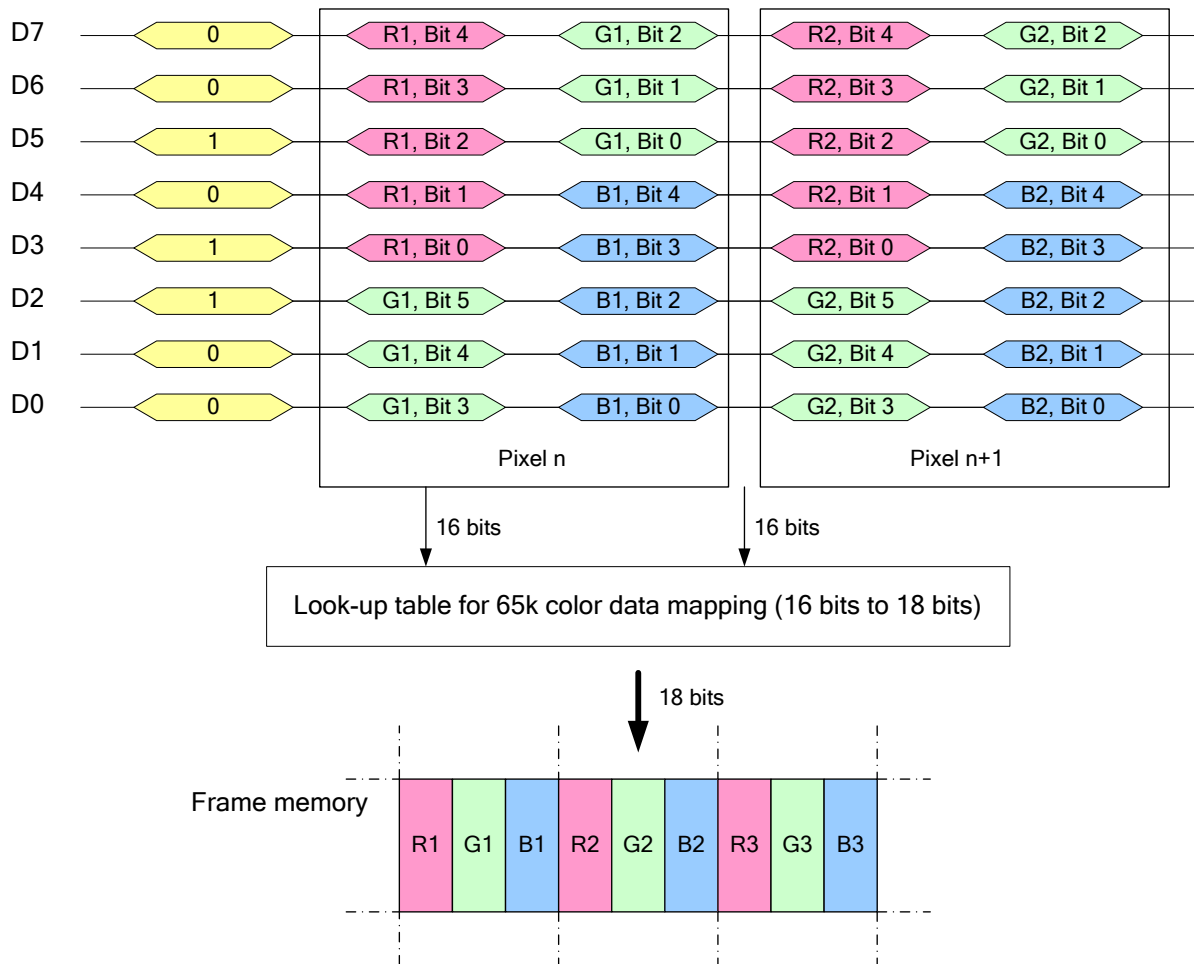 D7 0 R1, Bit 4 G1, Bit 2 R2, Bit 4 G2, Bit 2
D6 0 R1, Bit 3 G1, Bit 1 R2, Bit 3 G2, Bit 1
D5 1 R1, Bit 2 G1, Bit 0 R2, Bit 2 G2, Bit 0
D4 0 R1, Bit 1 B1, Bit 4 R2, Bit 1 B2, Bit 4
D3 1 R1, Bit 0 B1, Bit 3 R2, Bit 0 B2, Bit 3
D2 1 G1, Bit 5 B1, Bit 2 G2, Bit 5 B2, Bit 2
D1 0 G1, Bit 4 B1, Bit 1 G2, Bit 4 B2, Bit 1
D0 0 G1, Bit 3 B1, Bit 0 G2, Bit 3 B2, Bit 0
Pixel n Pixel n+1
16 bits 16 bits
Look-up table for 65k color data mapping (16 bits to 18 bits)
18 bits
Frame memory
R1 G1 B1 R2 G2 B2 R3 G3 B3